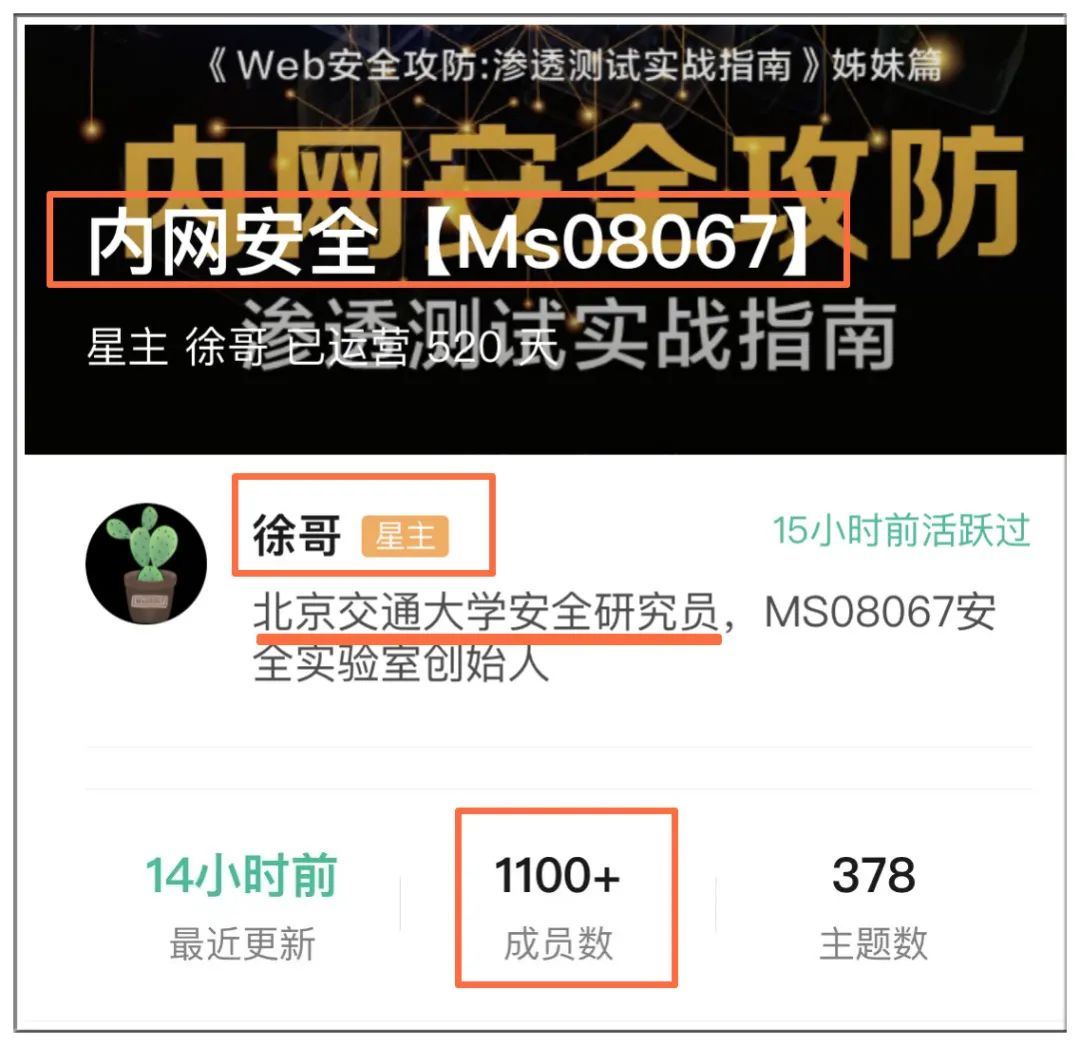 《Web安全攻防:渗透测试实战指南》姊妹篇
内网安全攻防
内网安全【Ms08067】
渗透测试实战指南
星主 徐哥 已运营 520 天
徐哥 星主
15小时前活跃过
北京交通大学安全研究员，MS08067安
全实验室创始人
14小时前
1100+
378
最近更新
成员数
主题数